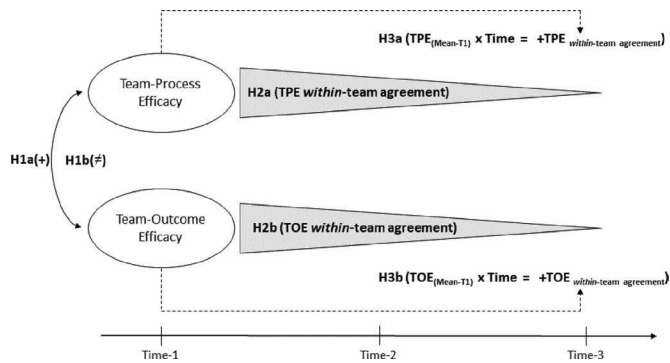 H3a (TPE(Mean-T1) x Time = +TPE within-team agreement)
Team-Process
Efficacy
H2a (TPE within-team agreement)
H1a(+) H1b(≠)
Team-Outcome
Efficacy
H2b (TOE within-team agreement)
H3b (TOE(Mean-T1) x Time = +TOE within-team agreement)
Time-1 Time-2 Time-3